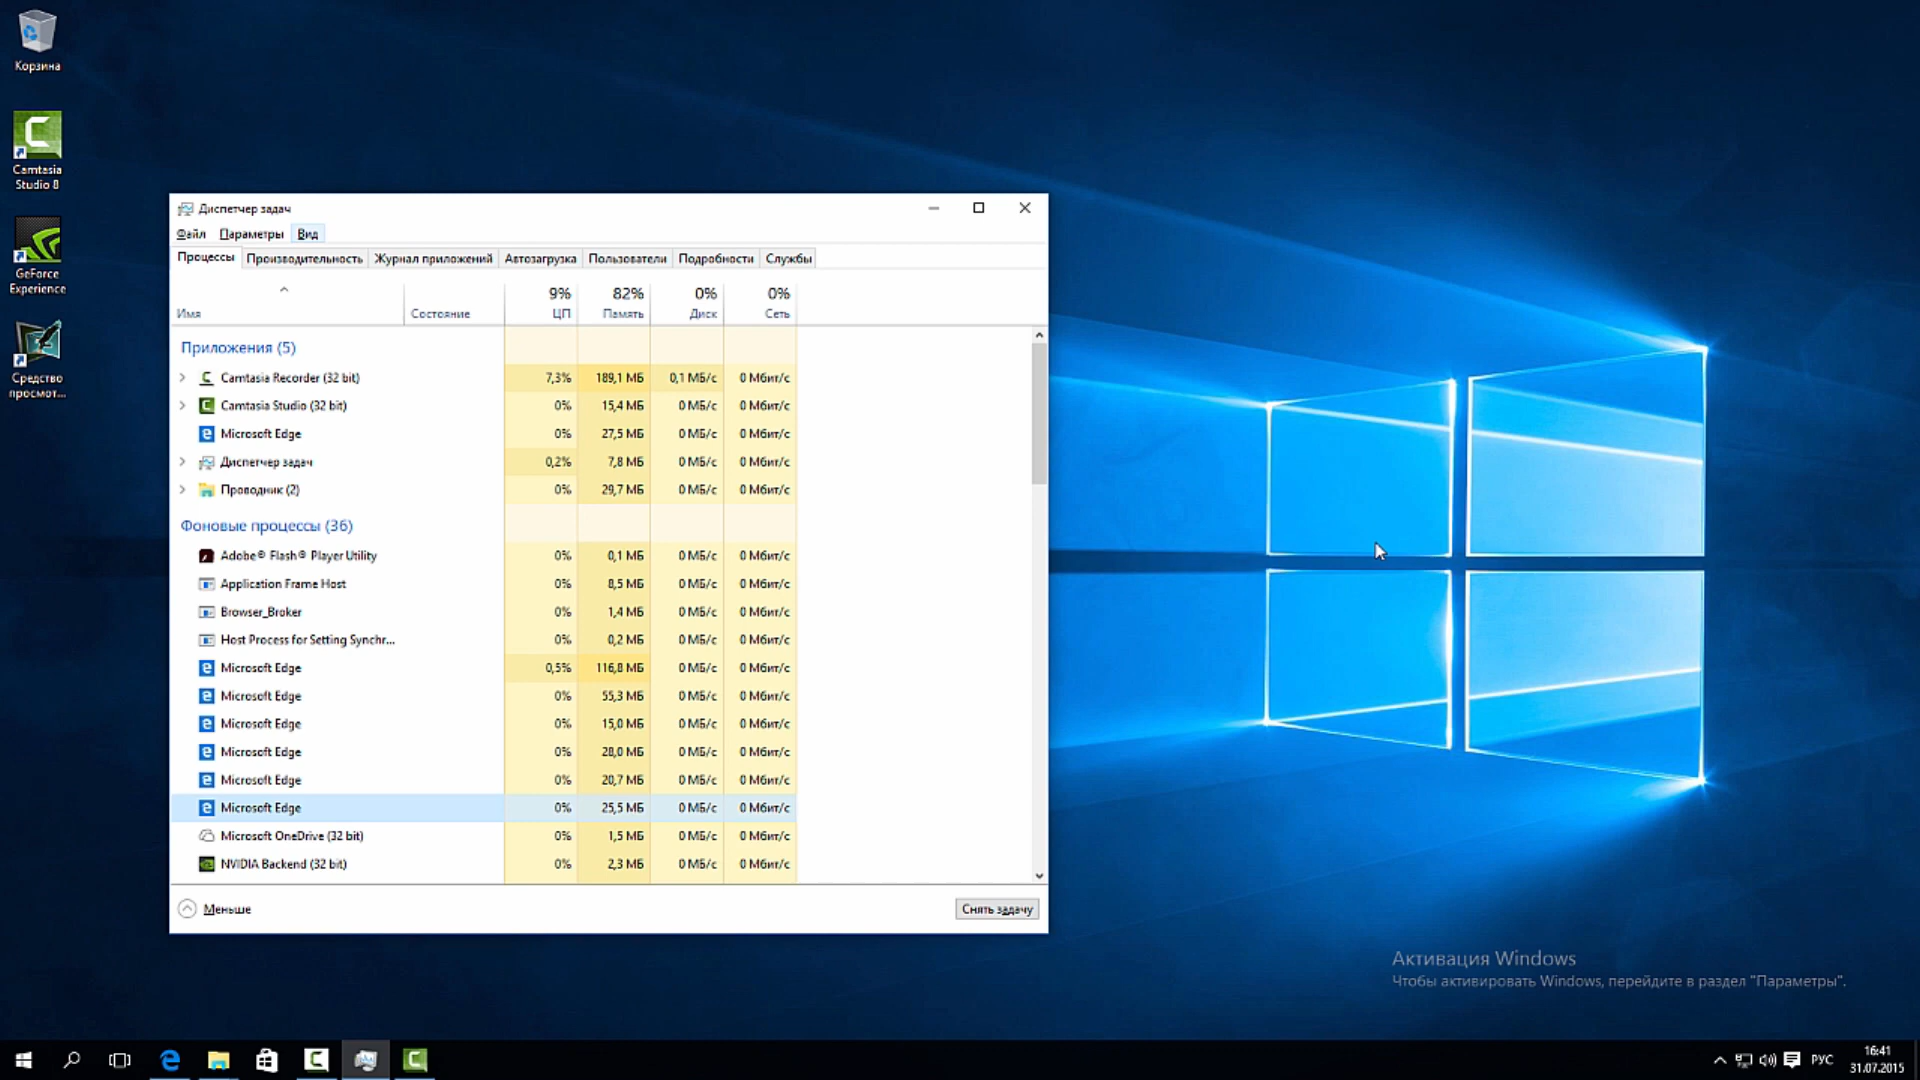 Корзина
Camtasia
Studio 8
GeForce
Experience
Средство
просмот...
Диспетчер задач
Файл Параметры Вид
Процессы Производительность Журнал приложений Автозагрузка Пользователи Подробности Службы
9% 82% 0% 0%
Имя Состояние ЦП Память Диск Сеть
Приложения (5)
Camtasia Recorder (32 bit) 7,3% 189,1 МБ 0,1 МБ/с 0 Мбит/с
Camtasia Studio (32 bit) 0% 15,4 МБ 0 МБ/с 0 Мбит/с
Microsoft Edge 0% 27,5 МБ 0 МБ/с 0 Мбит/с
Диспетчер задач 0,2% 7,8 МБ 0 МБ/с 0 Мбит/с
Проводник (2) 0% 29,7 МБ 0 МБ/с 0 Мбит/с
Фоновые процессы (36)
Adobe® Flash® Player Utility 0% 0,1 МБ 0 МБ/с 0 Мбит/с
Application Frame Host 0% 8,5 МБ 0 МБ/с 0 Мбит/с
Browser_Broker 0% 1,4 МБ 0 МБ/с 0 Мбит/с
Host Process for Setting Synchr... 0% 0,2 МБ 0 МБ/с 0 Мбит/с
Microsoft Edge 0,5% 116,8 МБ 0 МБ/с 0 Мбит/с
Microsoft Edge 0% 55,3 МБ 0 МБ/с 0 Мбит/с
Microsoft Edge 0% 15,0 МБ 0 МБ/с 0 Мбит/с
Microsoft Edge 0% 28,0 МБ 0 МБ/с 0 Мбит/с
Microsoft Edge 0% 20,7 МБ 0 МБ/с 0 Мбит/с
Microsoft Edge 0% 25,5 МБ 0 МБ/с 0 Мбит/с
Microsoft OneDrive (32 bit) 0% 1,5 МБ 0 МБ/с 0 Мбит/с
NVIDIA Backend (32 bit) 0% 2,3 МБ 0 МБ/с 0 Мбит/с
Меньше Снять задачу
Активация Windows
Чтобы активировать Windows, перейдите в раздел "Параметры".
РУС
16:41
31.07.2015